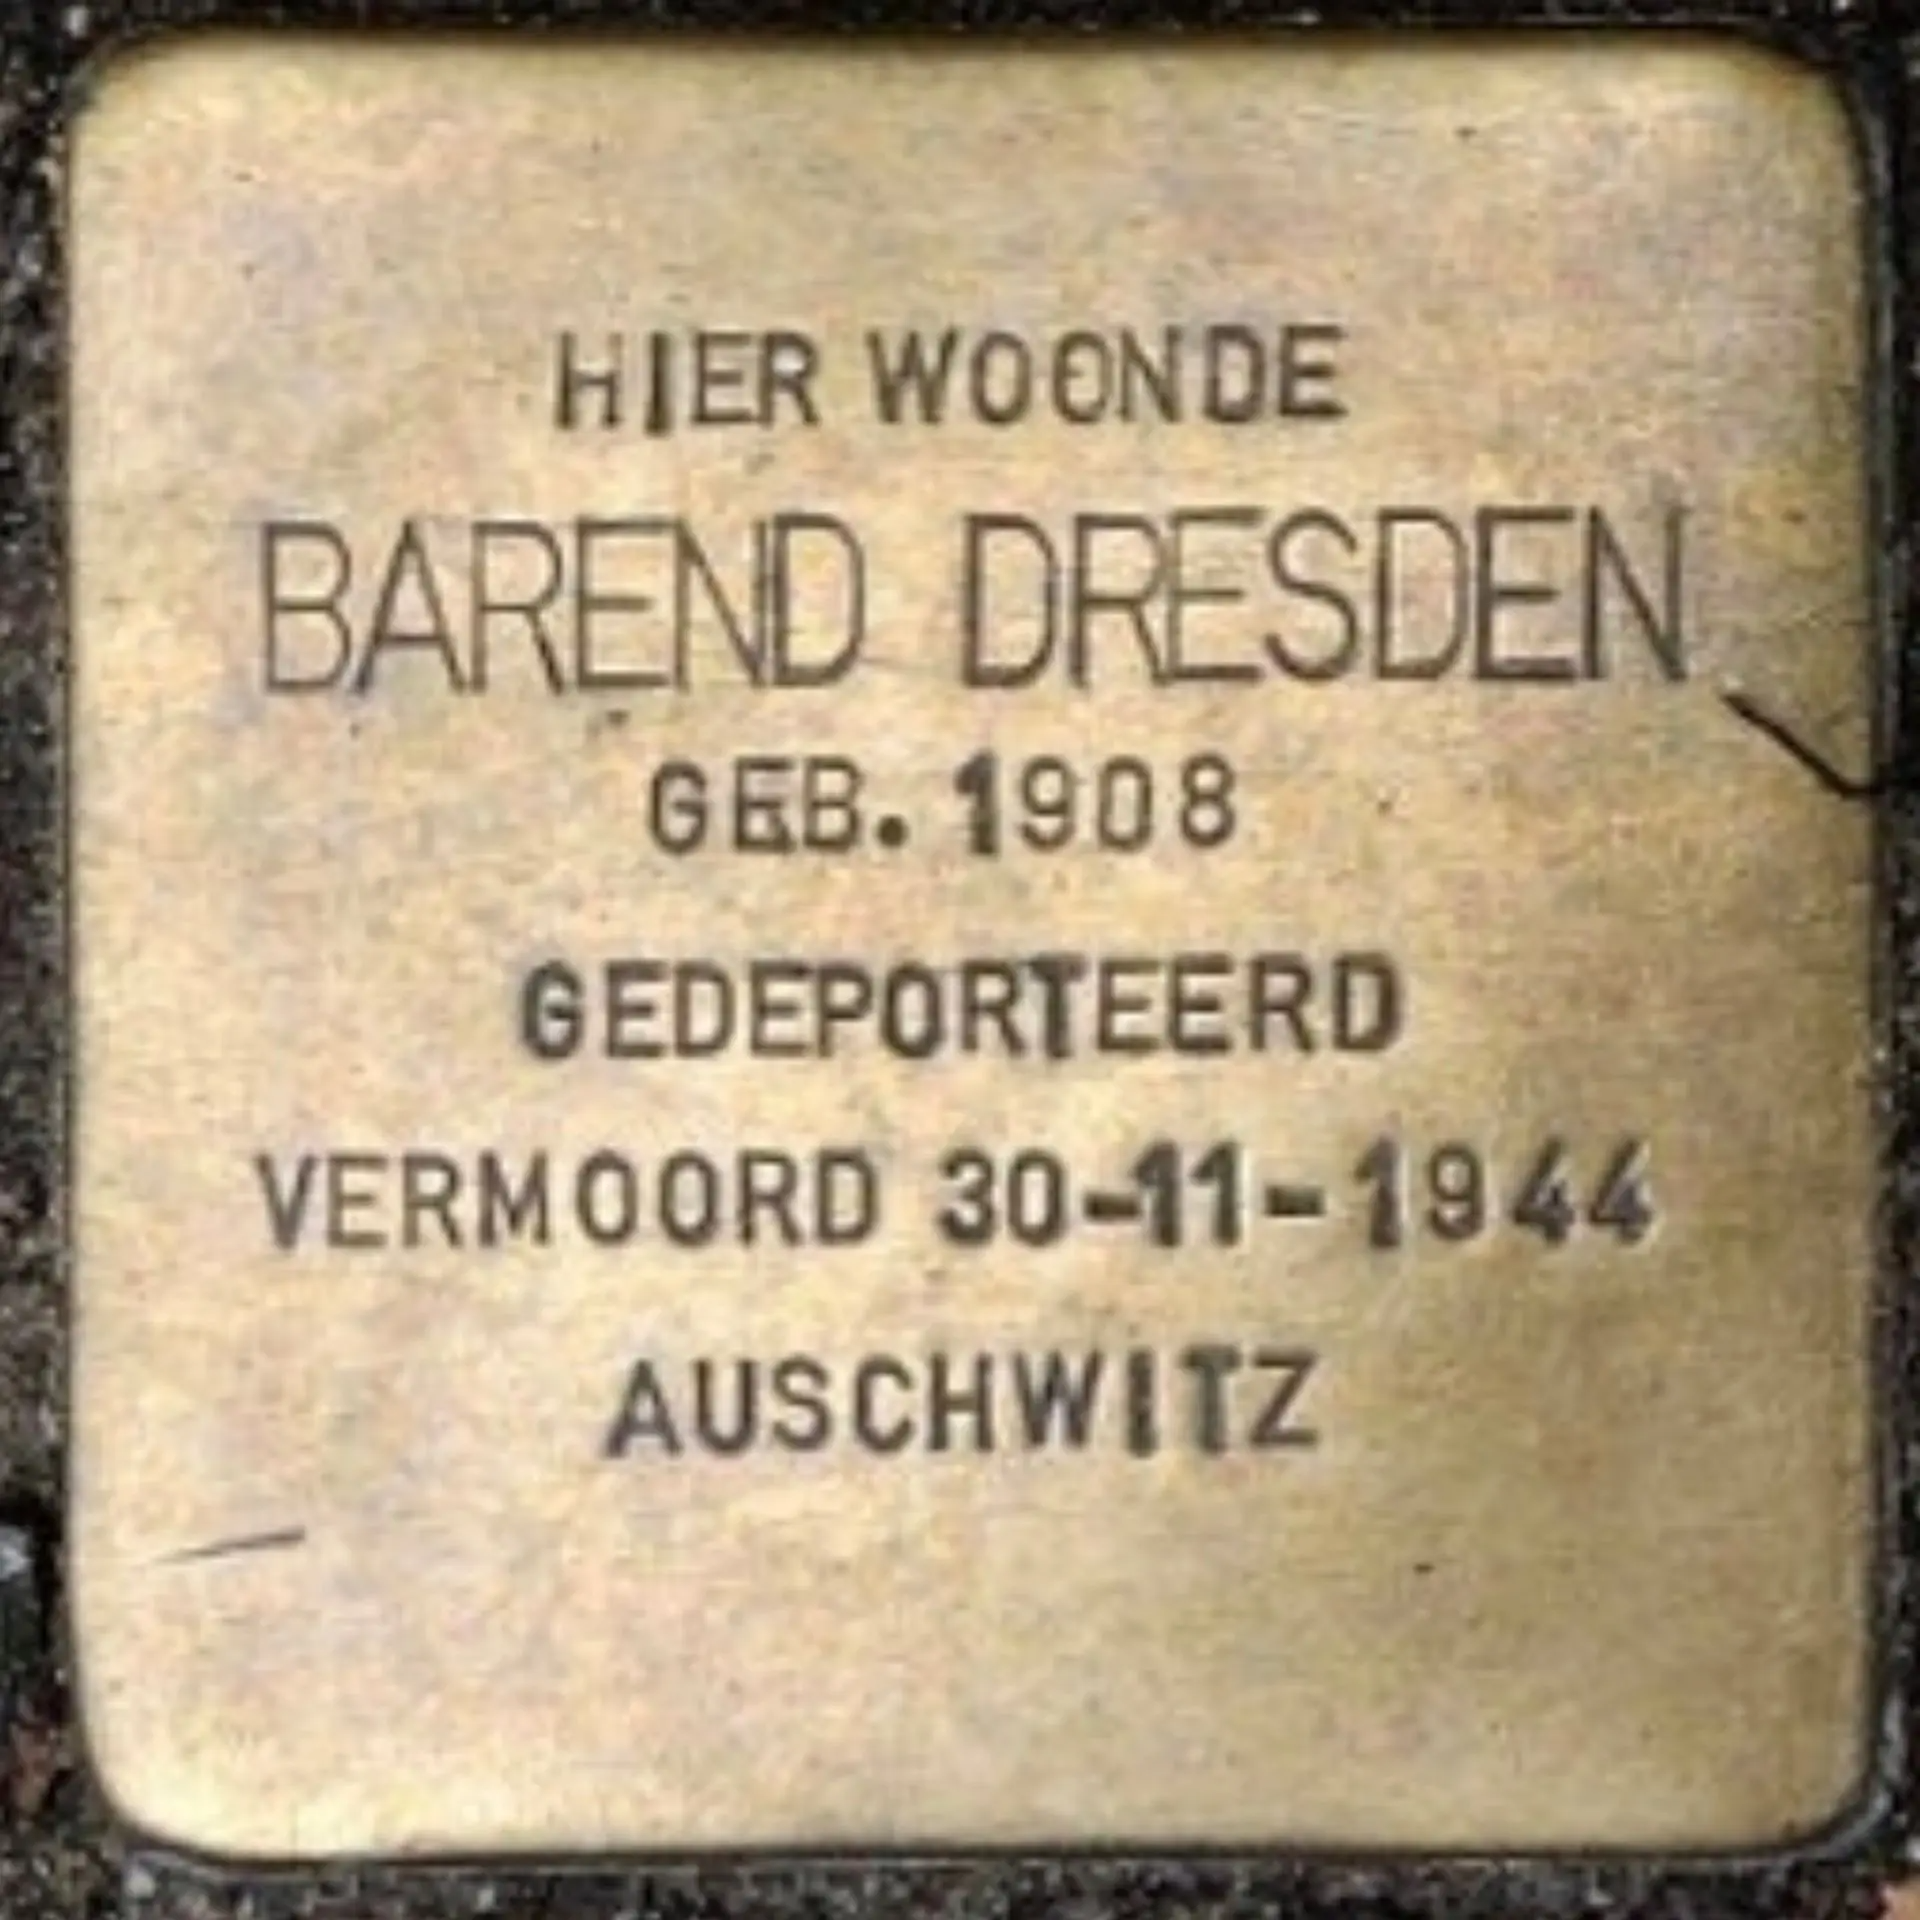 HIER WOONDE
BAREND DRESDEN
GEB. 1908
GEDEPORTEERD
VERMOORD 30-11-1944
AUSCHWITZ